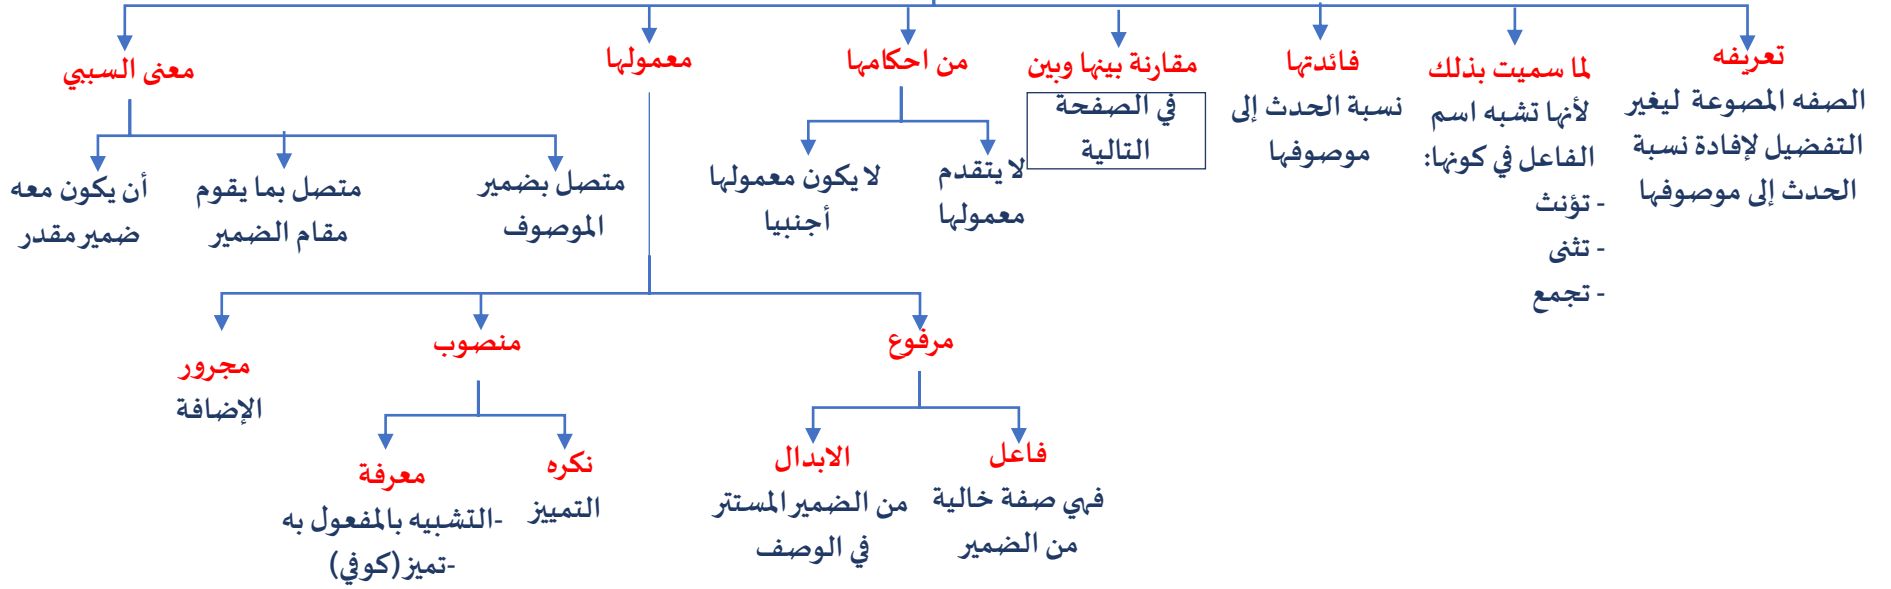 تعريفه
الصفه المصوعة ليغير
التفضيل لإفادة نسبة
الحدث إلى موصوفها
لما سميت بذلك
لأنها تشبه اسم
الفاعل في كونها:
- تؤنث
- تثنى
- تجمع
فائدتها
نسبة الحدث إلى
موصوفها
مقارنة بينها وبين
في الصفحة
التالية
من احكامها
لا يتقدم
معمولها
لا يكون معمولها
أجنبيا
معمولها
مرفوع
فاعل
فهي صفة خالية
من الضمير
الابدال
من الضمير المستتر
في الوصف
منصوب
نكره
التمييز
معرفة
-التشبيه بالمفعول به
-تميز (كوفي)
مجرور
الإضافة
معنى السببي
متصل بضمير
الموصوف
متصل بما يقوم
مقام الضمير
أن يكون معه
ضمير مقدر